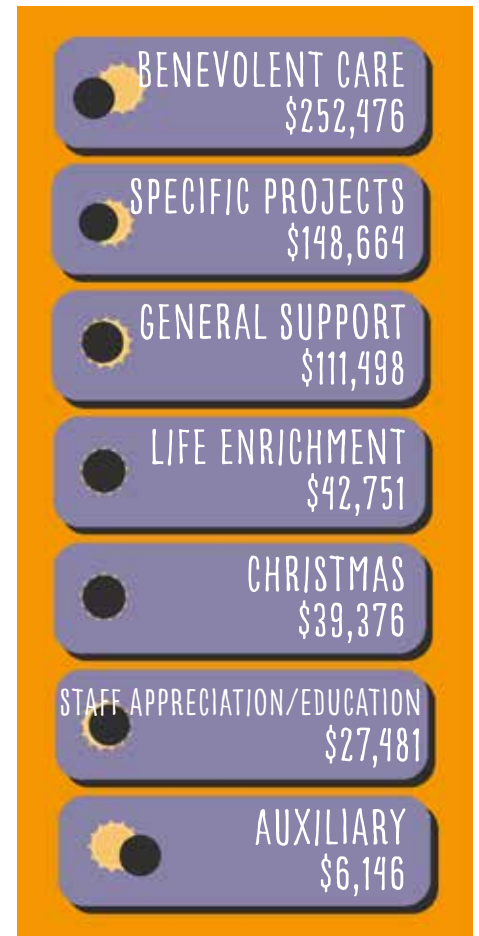 BENEVOLENT CARE
$252,476
SPECIFIC PROJECTS
$148,664
GENERAL SUPPORT
$111,498
LIFE ENRICHMENT
$42,751
CHRISTMAS
$39,376
STAFF APPRECIATION/EDUCATION
$27,481
AUXILIARY
$6,146